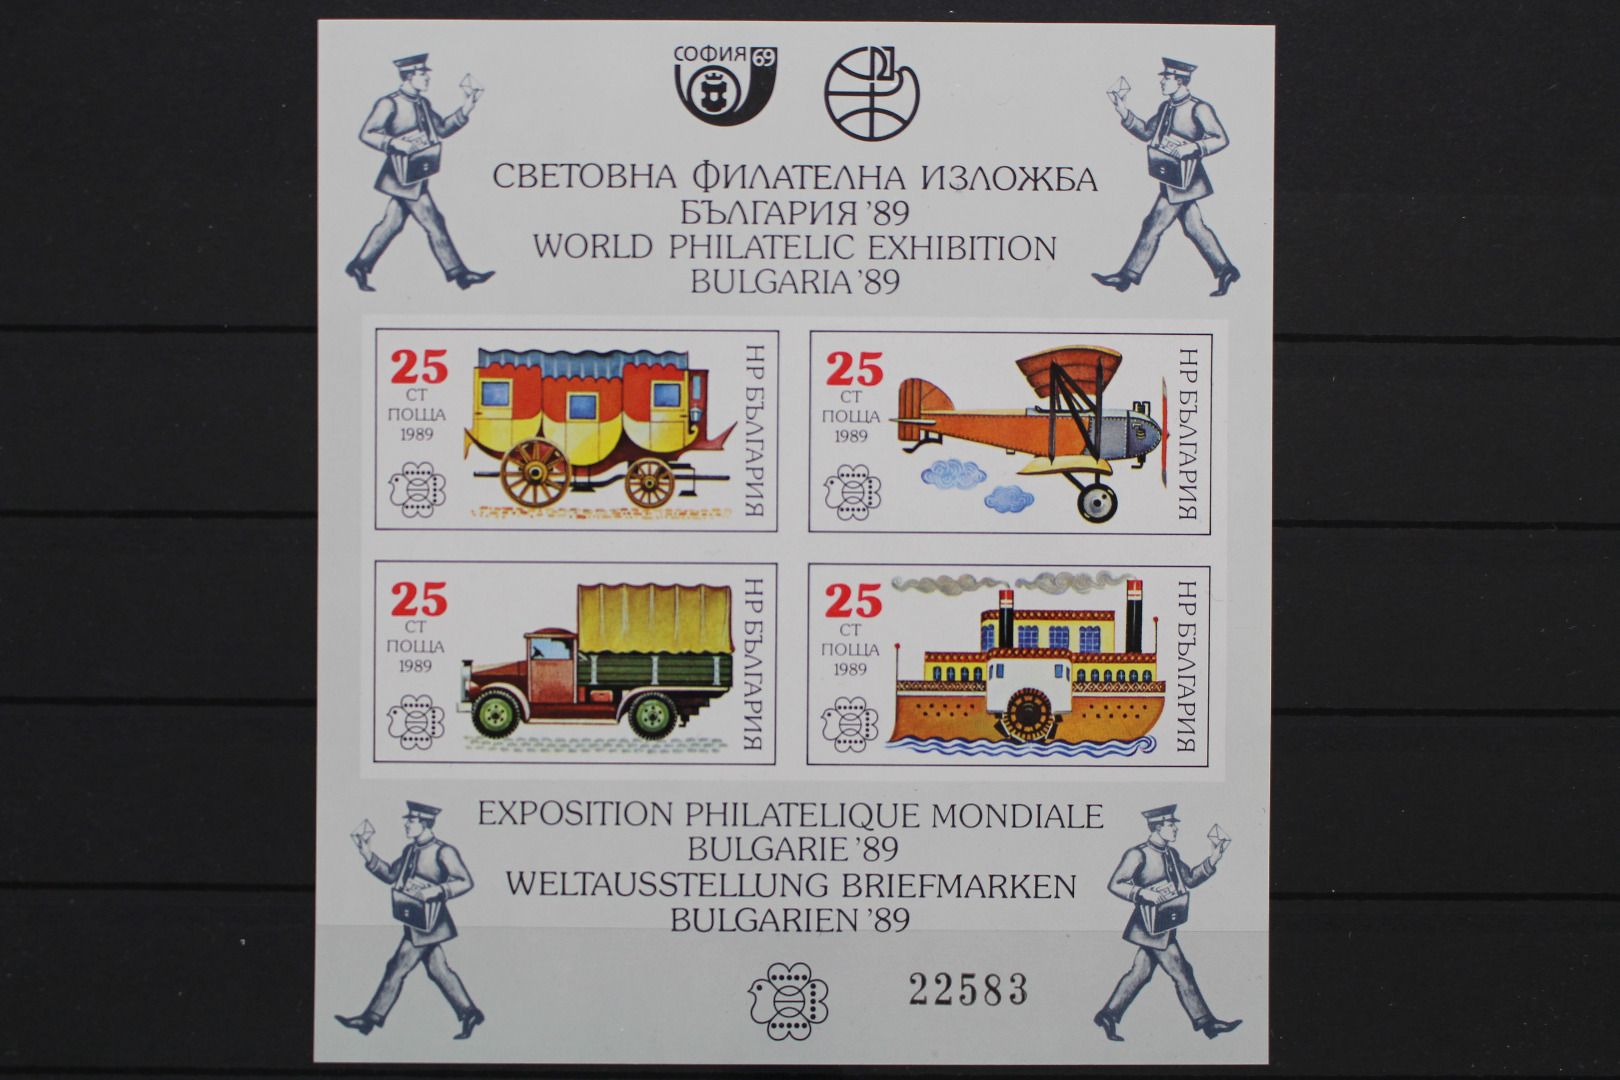 СОФИЯ 69
СВЕТОВНА ФИЛАТЕЛНА ИЗЛОЖБА
БЪЛГАРИЯ '89
WORLD PHILATELIC EXHIBITION
BULGARIA '89
25
СТ
ПОЩА
1989
НР БЪЛГАРИЯ
25
СТ
ПОЩА
1989
НР БЪЛГАРИЯ
25
СТ
ПОЩА
1989
НР БЪЛГАРИЯ
25
СТ
ПОЩА
1989
НР БЪЛГАРИЯ
EXPOSITION PHILATELIQUE MONDIALE
BULGARIE '89
WELTAUSSTELLUNG BRIEFMARKEN
BULGARIEN '89
22583